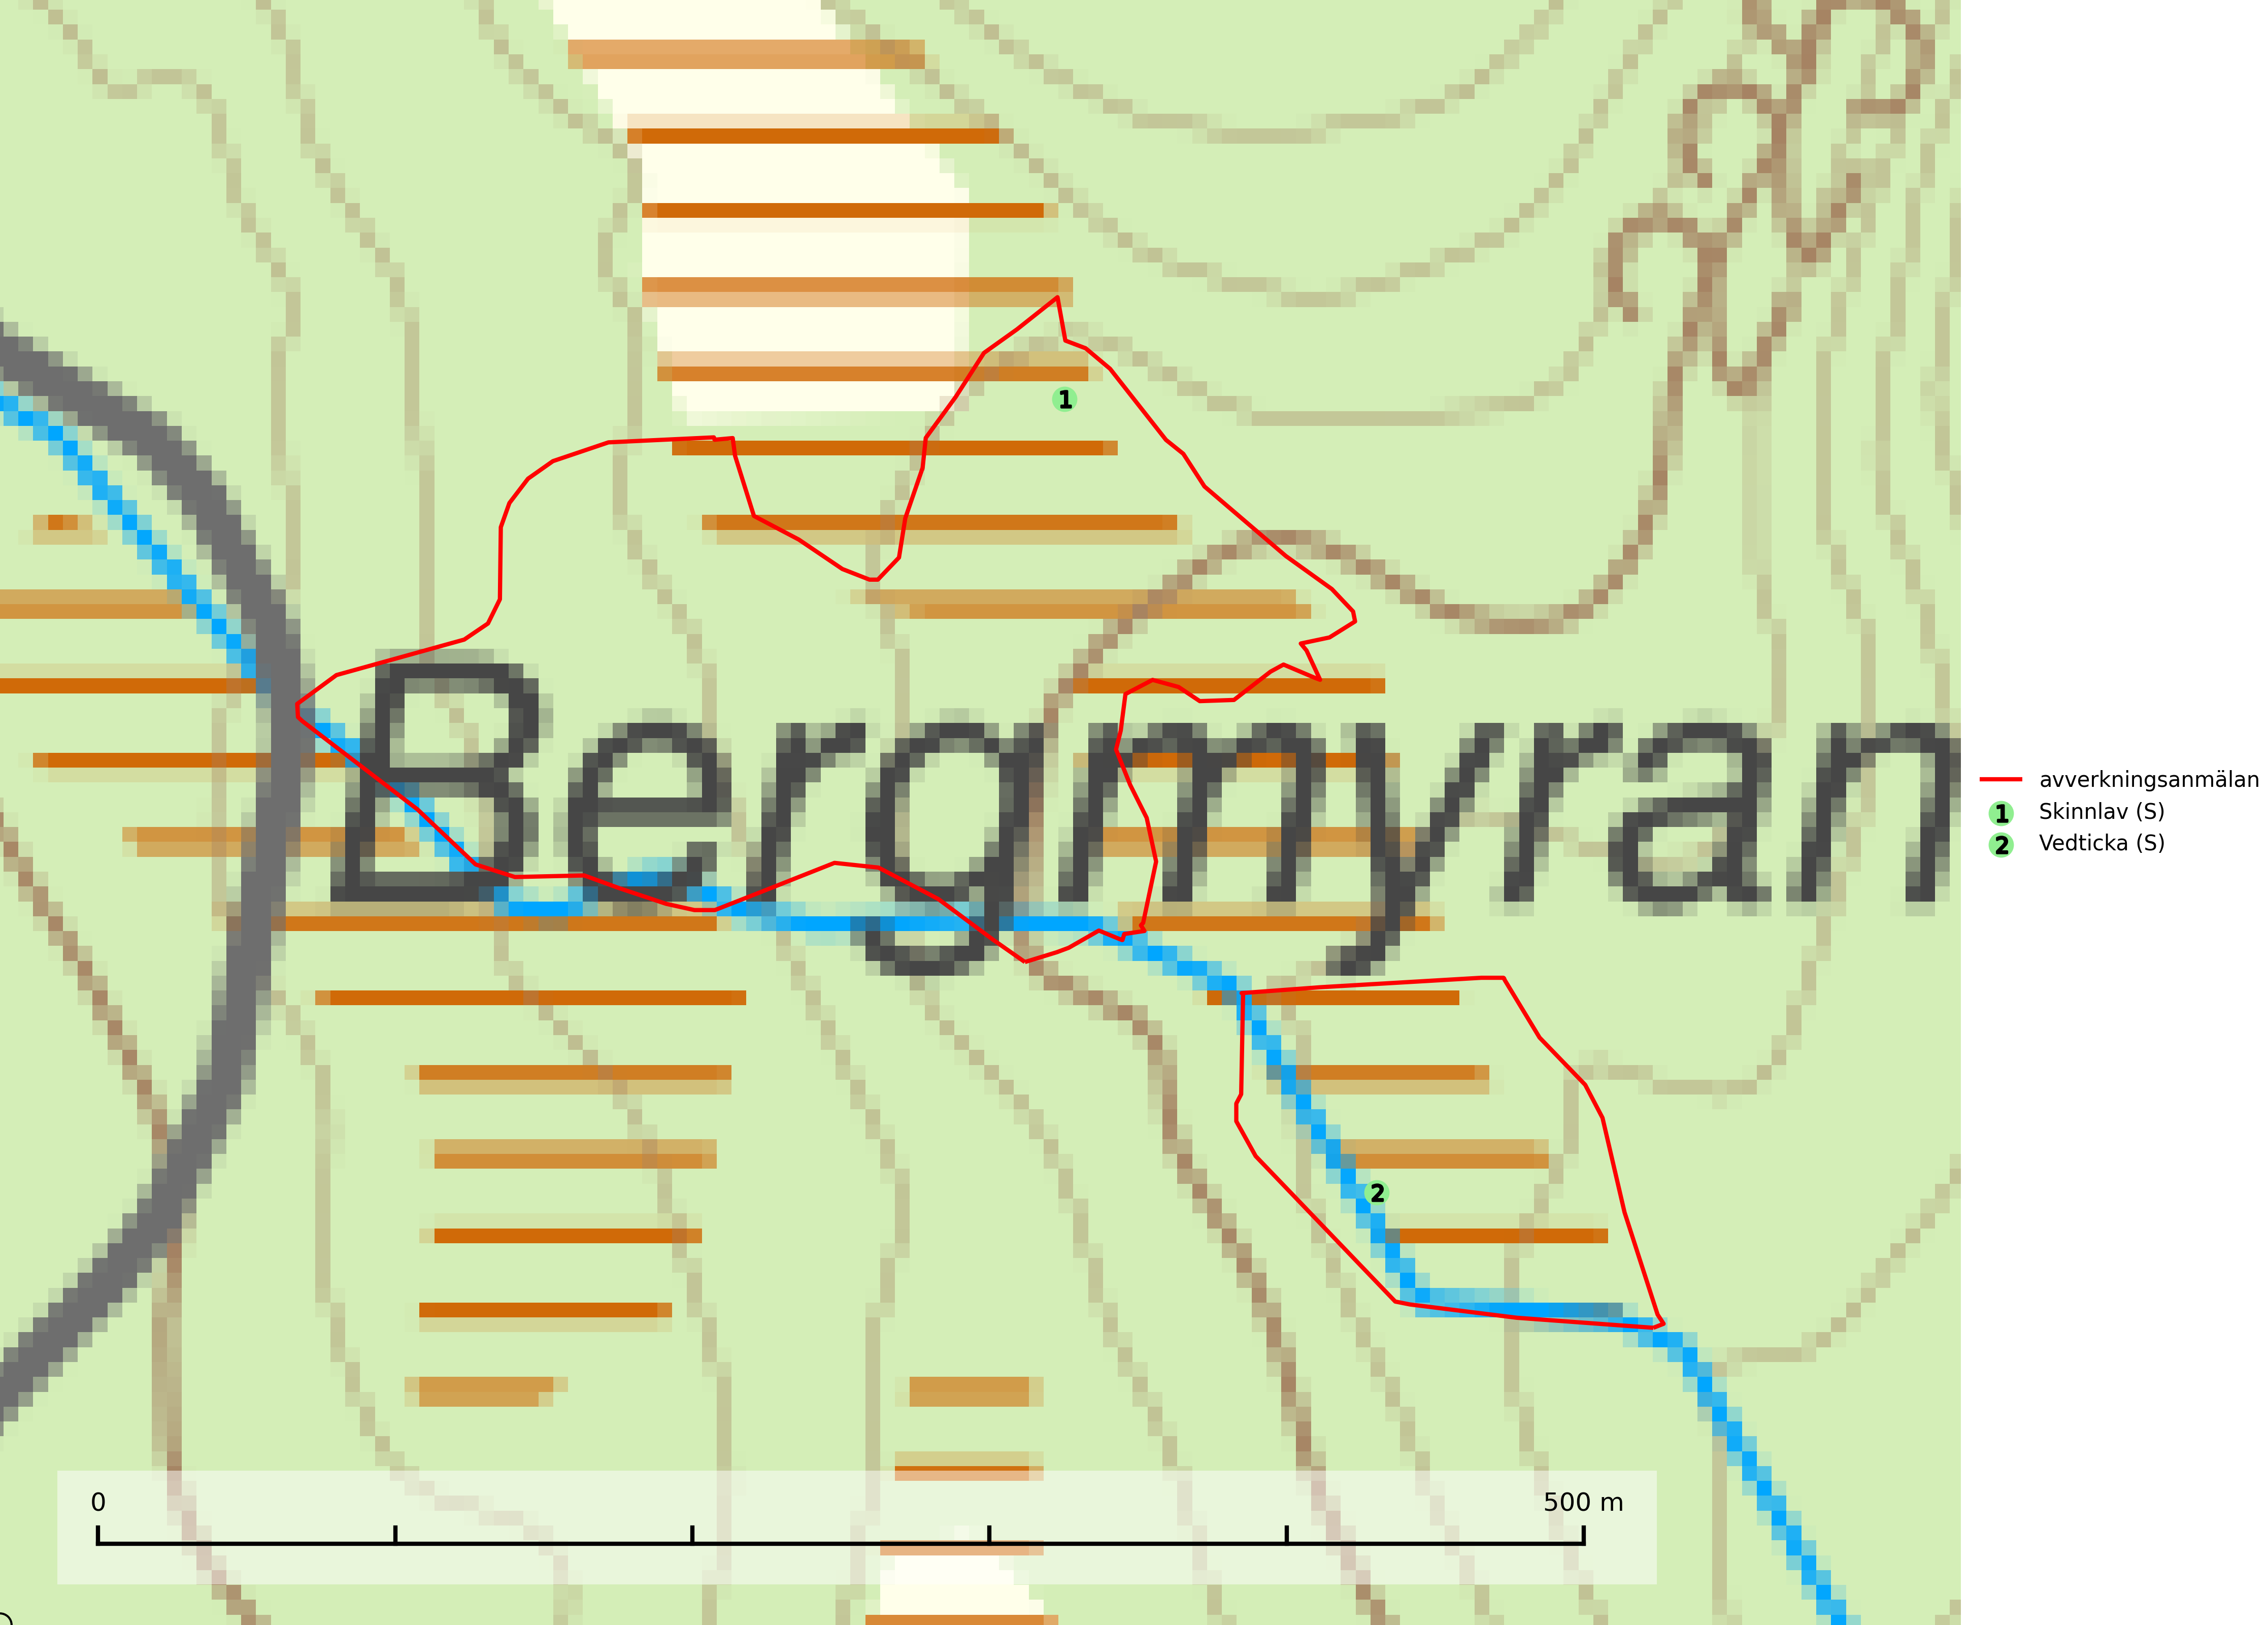 1
Bergmyran
avverkningsanmälan
1 Skinnlav (S)
2 Vedticka (S)
2
0 500 m